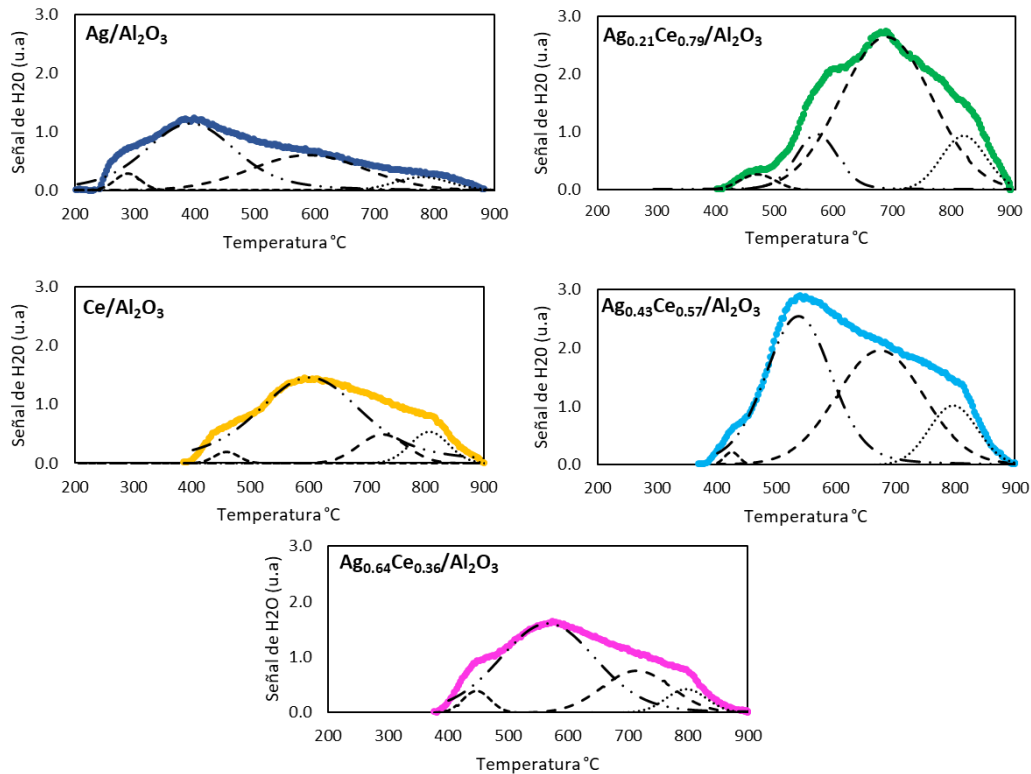 Ag/Al₂O₃
Señal de H20 (u.a)
3.0
2.0
1.0
0.0
200 300 400 500 600 700 800 900
Temperatura °C
Ag₀.₂₁Ce₀.₇₉/Al₂O₃
Señal de H20 (u.a)
3.0
2.0
1.0
0.0
200 300 400 500 600 700 800 900
Temperatura °C
Ce/Al₂O₃
Señal de H20 (u.a)
3.0
2.0
1.0
0.0
200 300 400 500 600 700 800 900
Temperatura °C
Ag₀.₄₃Ce₀.₅₇/Al₂O₃
Señal de H20 (u.a)
3.0
2.0
1.0
0.0
200 300 400 500 600 700 800 900
Temperatura °C
Ag₀.₆₄Ce₀.₃₆/Al₂O₃
Señal de H2O (u.a)
3.0
2.0
1.0
0.0
200 300 400 500 600 700 800 900
Temperatura °C